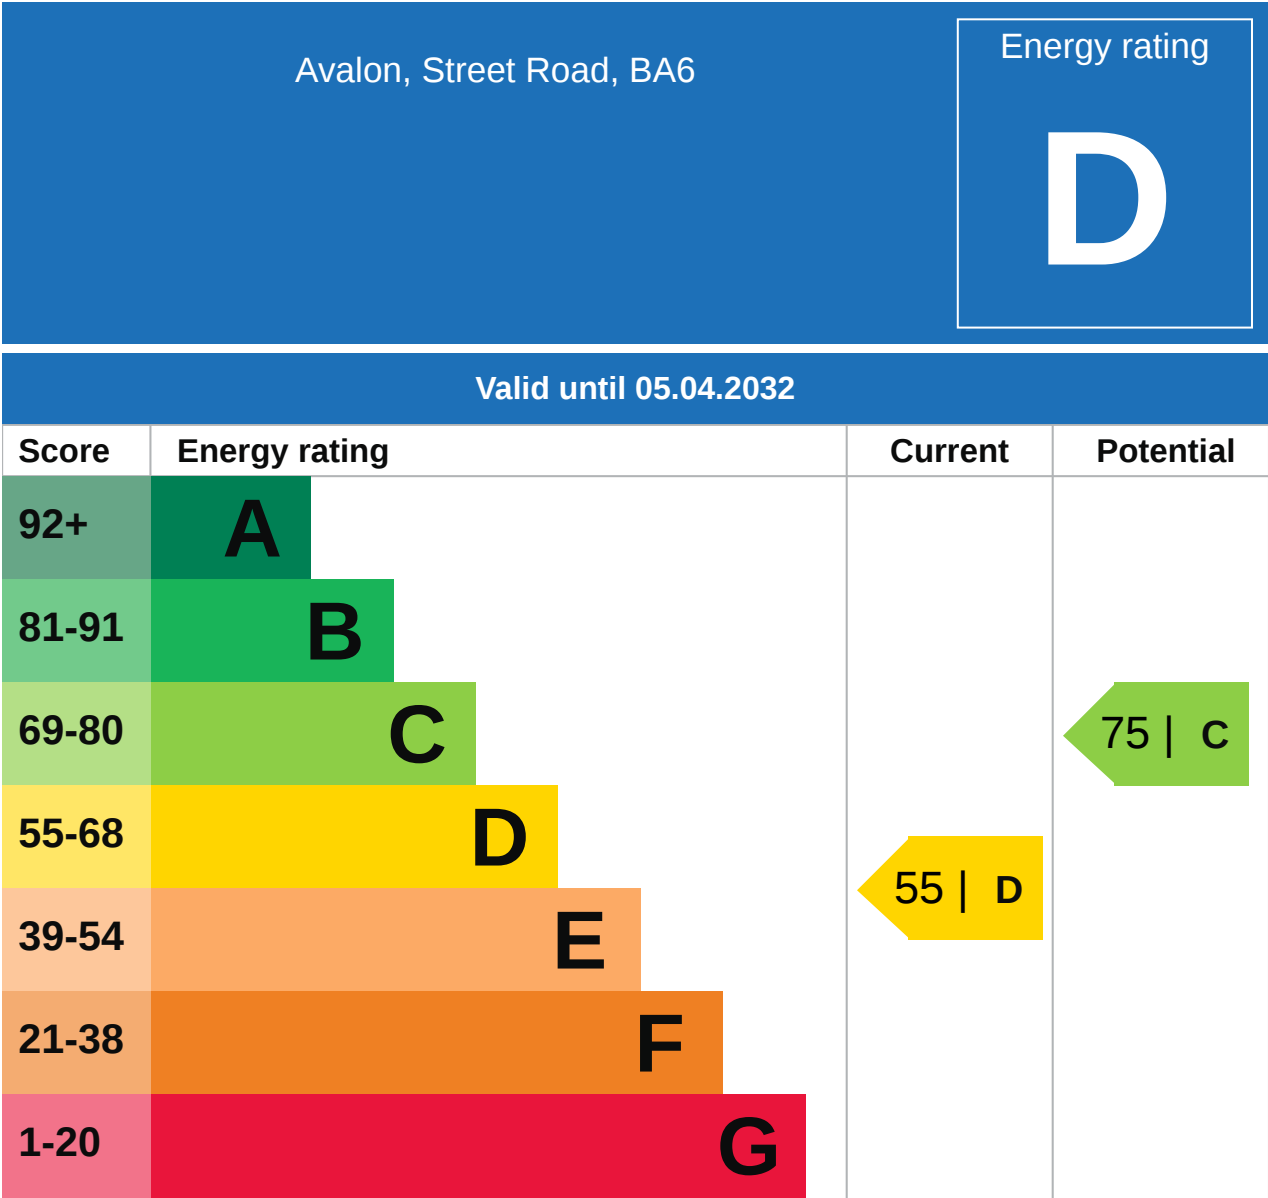 Avalon, Street Road, BA6
Energy rating
D
Valid until 05.04.2032
Score Energy rating Current Potential
92+ A
81-91 B
69-80 C 75 | C
55-68 D
55 | D
39-54 E
21-38 F
1-20 G